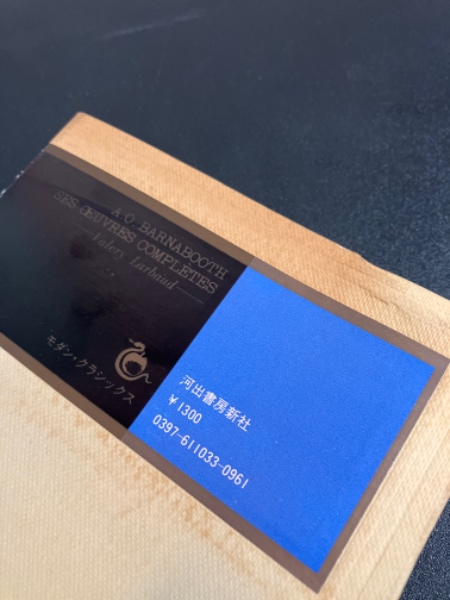 A.O.BARNABOOTH
SES ŒUVRES COMPLÈTES
Valery Larbaud
モダン・クラシックス
河出書房新社
￥1300
0397-611033-0961